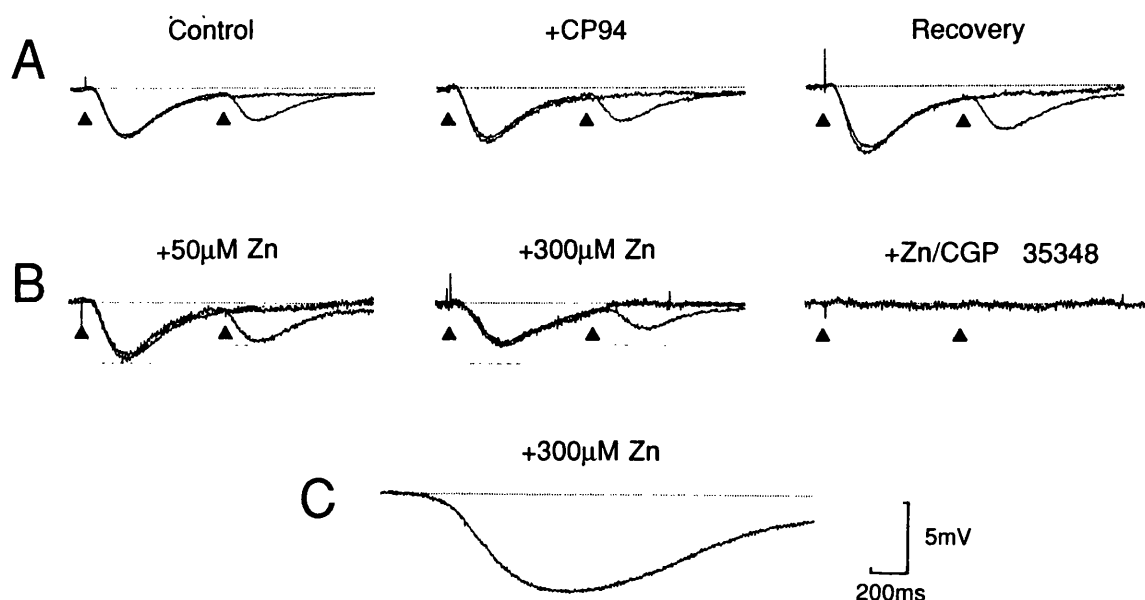 A
Control
+CP94
Recovery
B
+50μM Zn
+300μM Zn
+Zn/CGP 35348
C
+300μM Zn
5mV
200ms